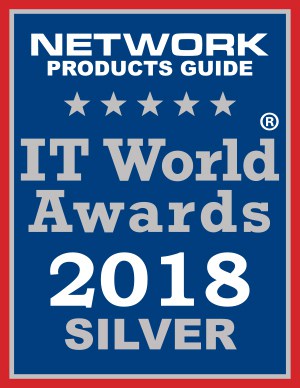 NETWORK
PRODUCTS GUIDE
®
IT World
Awards
2018
SILVER